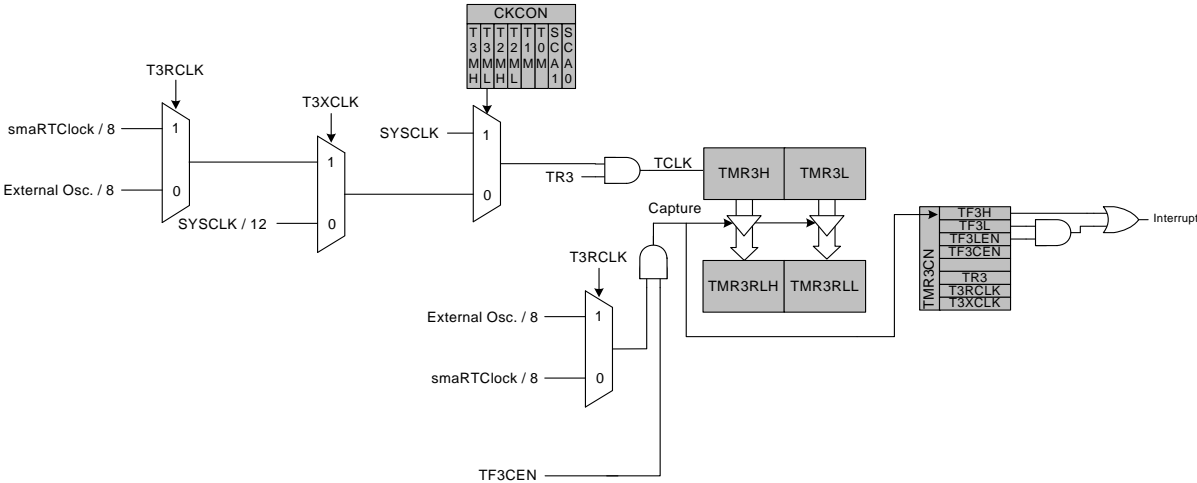 CKCON
T3MH T3ML T2MH T2ML T1M T0M SCA1 SCA0
T3RCLK
T3XCLK
smaRTClock / 8
1
External Osc. / 8
0
1
SYSCLK / 12
0
SYSCLK
1
0
TR3
TCLK
TMR3H
TMR3L
Capture
TMR3RLH
TMR3RLL
T3RCLK
External Osc. / 8
1
smaRTClock / 8
0
TF3CEN
TMR3CN
TF3H
TF3L
TF3LEN
TF3CEN
TR3
T3RCLK
T3XCLK
Interrupt